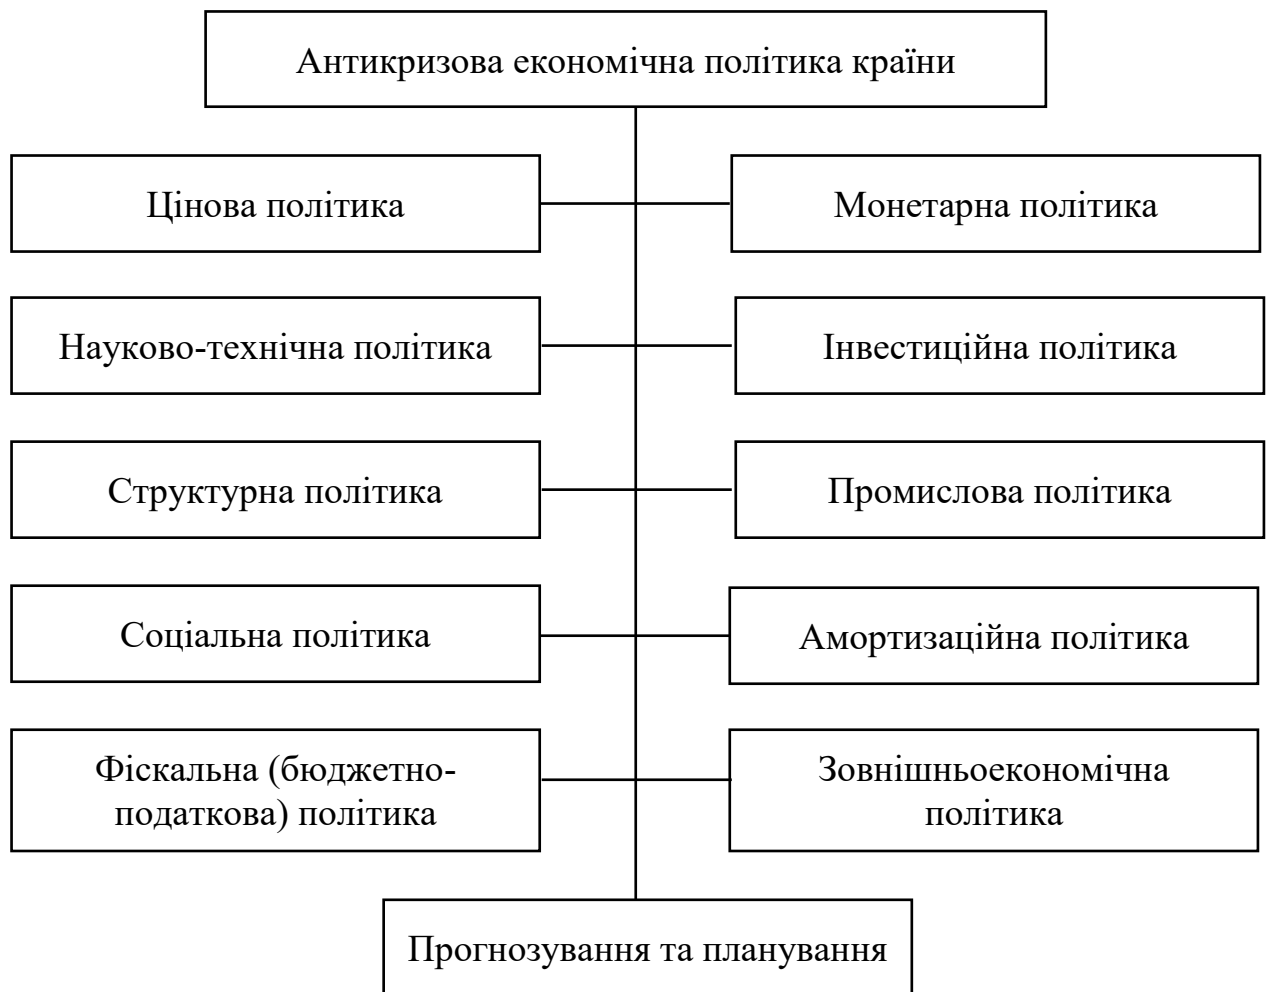 Антикризова економічна політика країни
Цінова політика
Монетарна політика
Науково-технічна політика
Інвестиційна політика
Структурна політика
Промислова політика
Соціальна політика
Амортизаційна політика
Фіскальна (бюджетно-
податкова) політика
Зовнішньоекономічна
політика
Прогнозування та планування